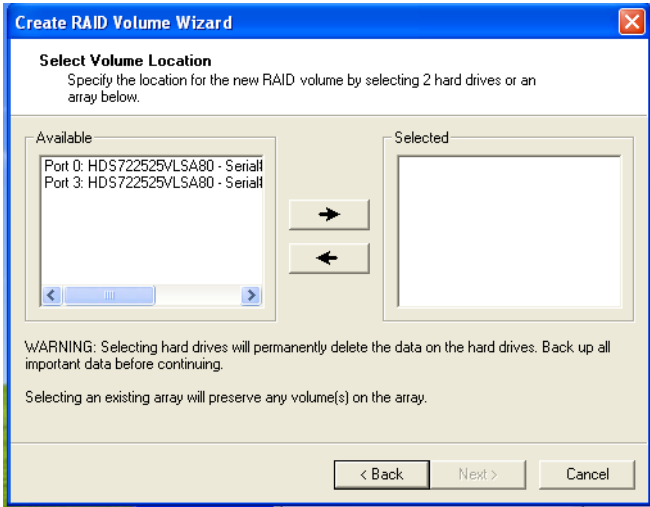 Create RAID Volume Wizard
Select Volume Location
Specify the location for the new RAID volume by selecting 2 hard drives or an
array below.
Available
Selected
Port 0: HDS722525VLSA80 - Serial#
Port 3: HDS722525VLSA80 - Serial#
WARNING: Selecting hard drives will permanently delete the data on the hard drives. Back up all
important data before continuing.
Selecting an existing array will preserve any volume(s) on the array.
< Back
Next >
Cancel